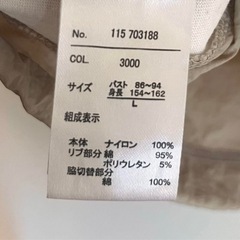 No. 115 703188
COL. 3000
サイズ バスト 86~94
身長 154~162
L
組成表示
本体 ナイロン 100%
リブ部分 綿 95%
ポリウレタン 5%
脇切替部分
綿 100%